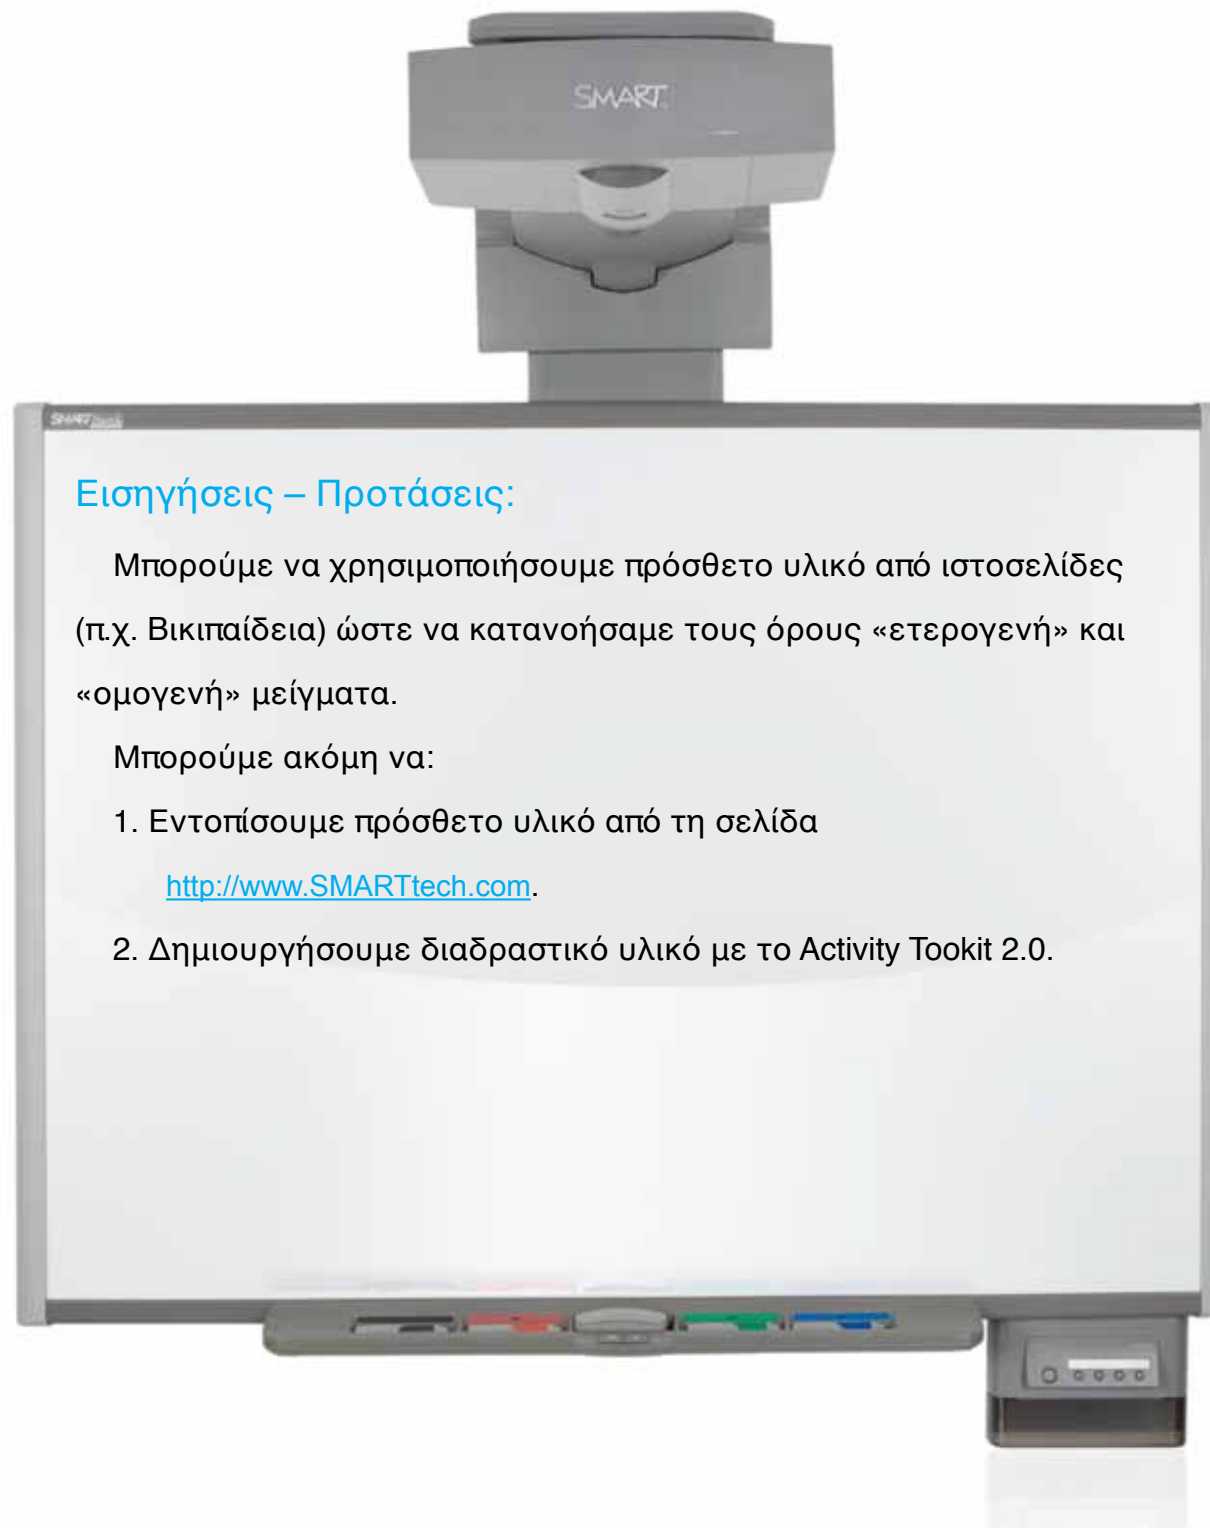 SMART
SMART
Εισηγήσεις – Προτάσεις:
Μπορούμε να χρησιμοποιήσουμε πρόσθετο υλικό από ιστοσελίδες
(π.χ. Βικιπαίδεια) ώστε να κατανοήσαμε τους όρους «ετερογενή» και
«ομογενή» μείγματα.
Μπορούμε ακόμη να:
1. Εντοπίσουμε πρόσθετο υλικό από τη σελίδα
http://www.SMARTtech.com.
2. Δημιουργήσουμε διαδραστικό υλικό με το Activity Tookit 2.0.